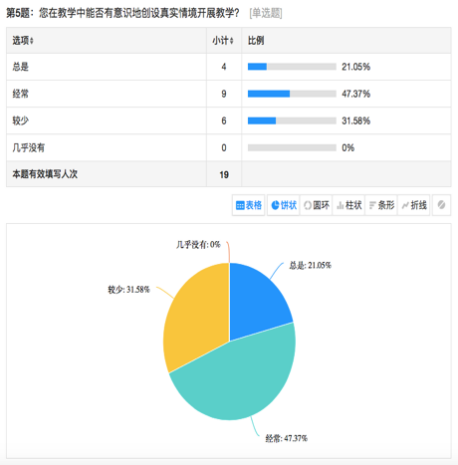 第5题：您在教学中能否有意识地创设真实情境开展教学？ [单选题]
选项 小计 比例
总是 4 21.05%
经常 9 47.37%
较少 6 31.58%
几乎没有 0 0%
本题有效填写人次 19
表格 饼状 圆环 柱状 条形 折线
几乎没有: 0%
总是: 21.05%
较少: 31.58%
经常: 47.37%